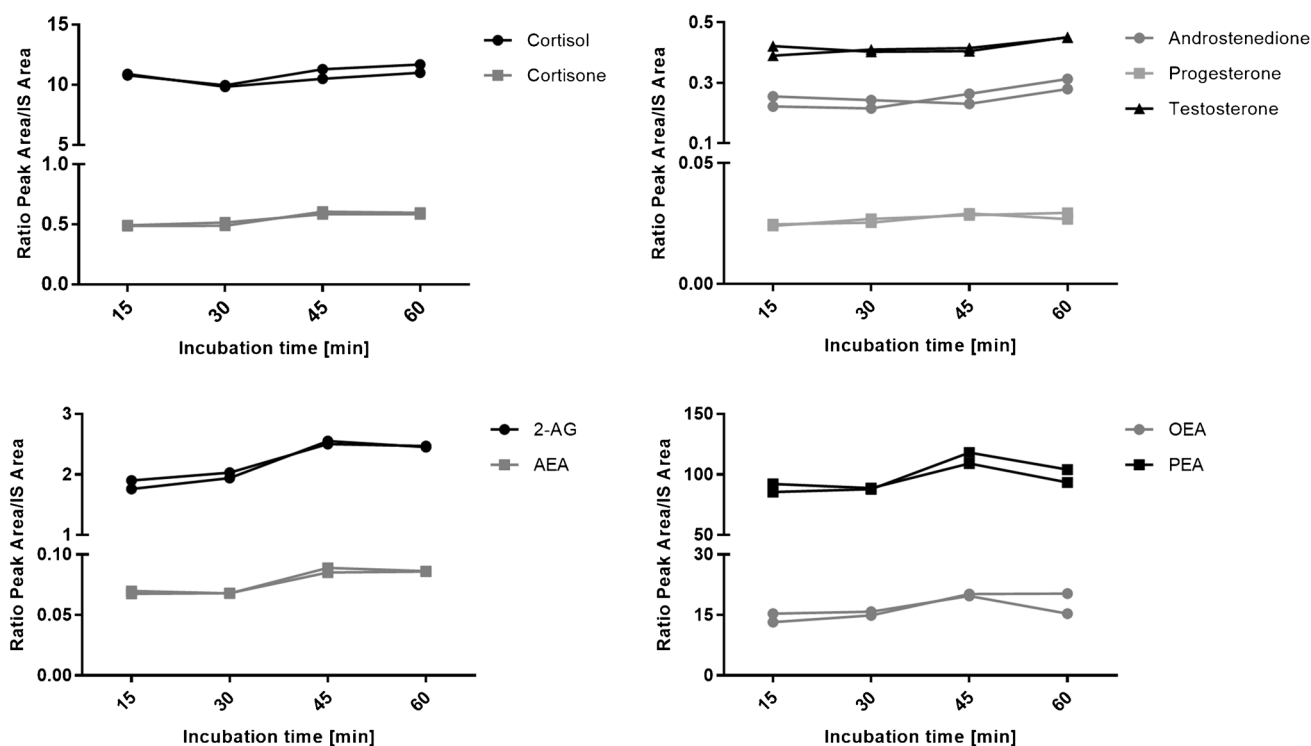 Ratio Peak Area/IS Area
15
10
5
1.0
0.5
0.0
15
30
45
60
Incubation time [min]
Cortisol
Cortisone
Ratio Peak Area/IS Area
0.5
0.3
0.1
0.05
0.00
15
30
45
60
Incubation time [min]
Androstenedione
Progesterone
Testosterone
Ratio Peak Area/IS Area
3
2
1
0.10
0.05
0.00
15
30
45
60
Incubation time [min]
2-AG
AEA
Ratio Peak Area/IS Area
150
100
50
30
15
0
15
30
45
60
Incubation time [min]
OEA
PEA